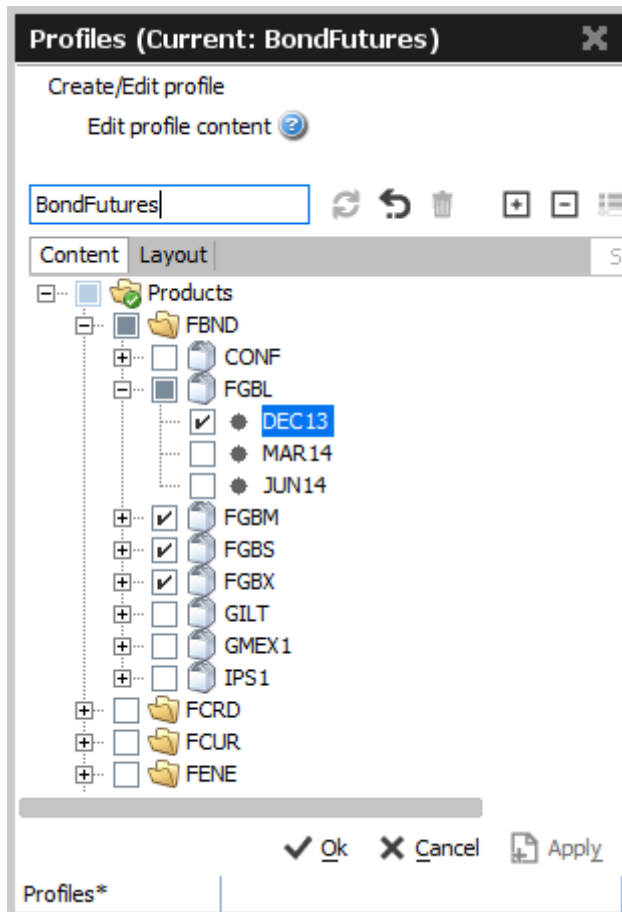 Profiles (Current: BondFutures)
Create/Edit profile
Edit profile content
BondFutures
Content Layout S
Products
FBND
CONF
FGBL
DEC13
MAR14
JUN14
FGBM
FGBS
FGBX
GILT
GMEX1
IPS1
FCRD
FCUR
FENE
Ok Cancel Apply
Profiles*